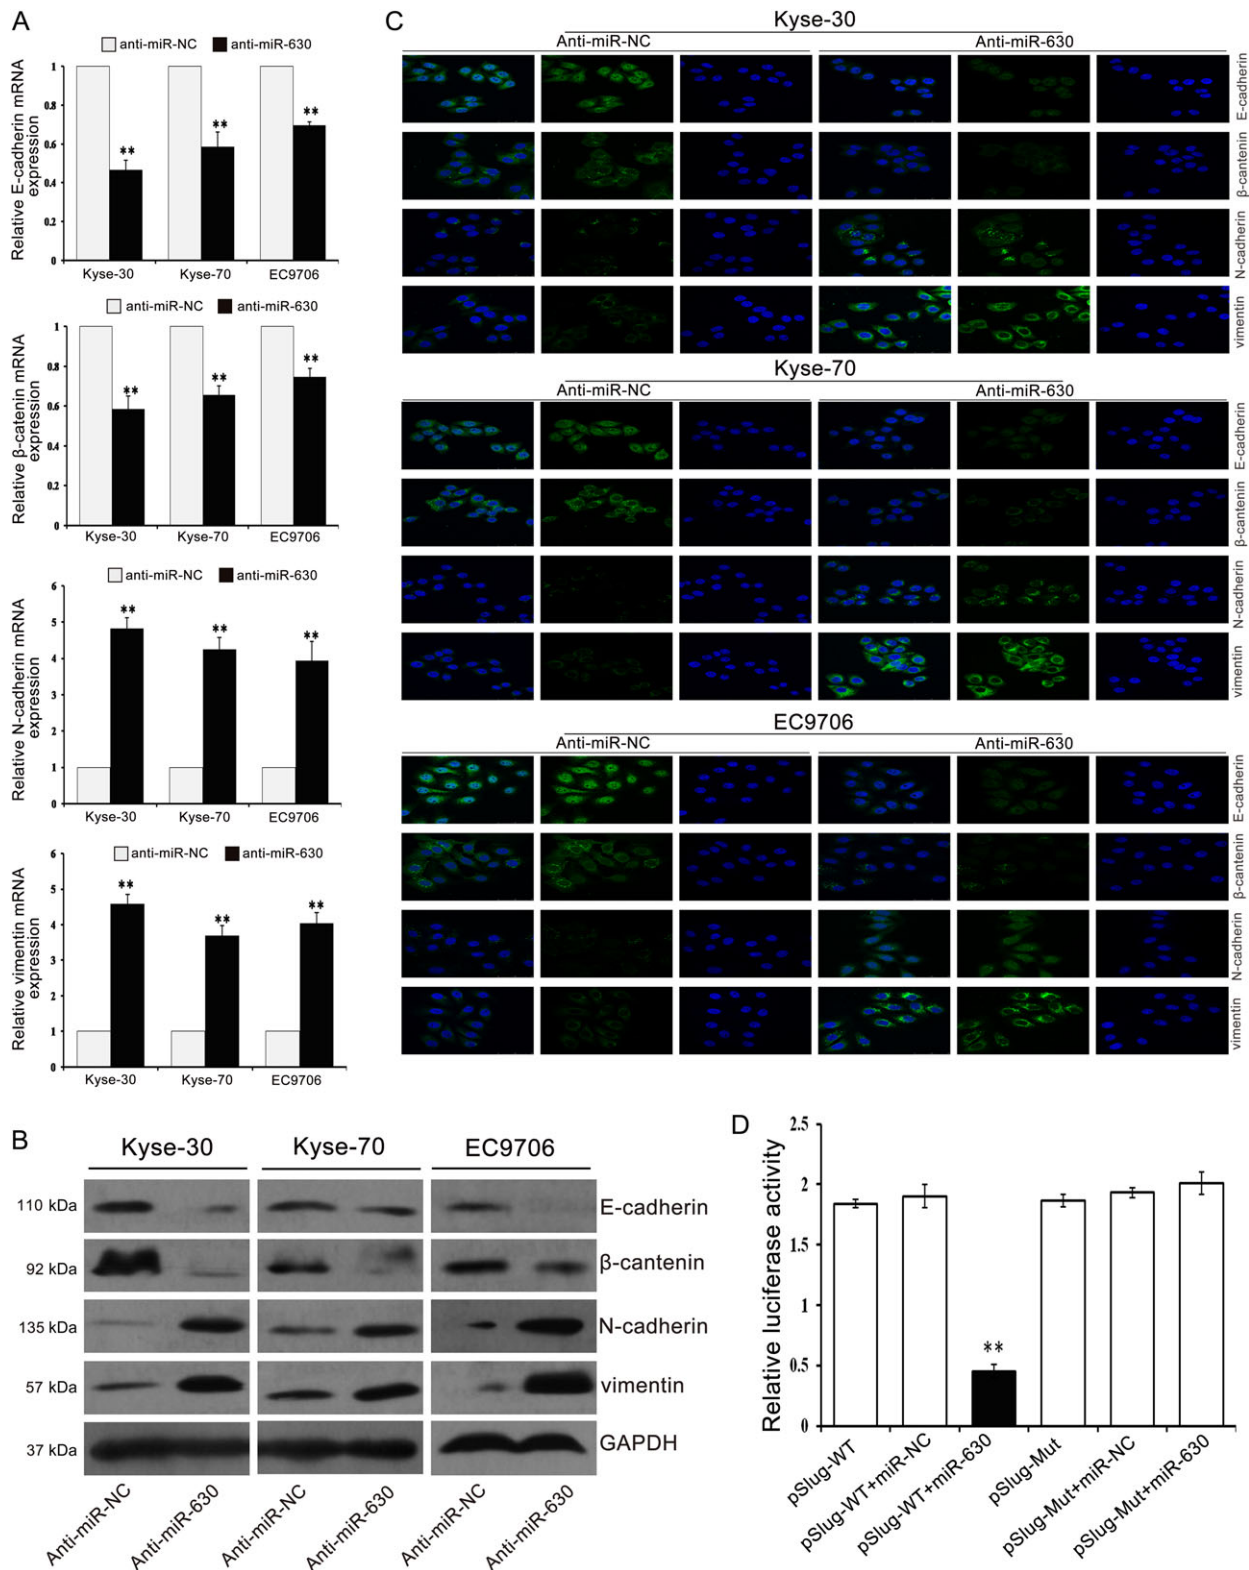 A
anti-miR-NC anti-miR-630
Relative E-cadherin mRNA
expression
1
0.8
0.6
0.4
0.2
0
** ** **
Kyse-30 Kyse-70 EC9706
anti-miR-NC anti-miR-630
Relative β-catenin mRNA
expression
1
0.8
0.6
0.4
0.2
0
** ** **
Kyse-30 Kyse-70 EC9706
anti-miR-NC anti-miR-630
Relative N-cadherin mRNA
expression
6
5
4
3
2
1
0
** ** **
Kyse-30 Kyse-70 EC9706
anti-miR-NC anti-miR-630
Relative vimentin mRNA
expression
6
5
4
3
2
1
0
** ** **
Kyse-30 Kyse-70 EC9706
C
Kyse-30
Anti-miR-NC Anti-miR-630
E-cadherin
β-cantenin
N-cadherin
vimentin
Kyse-70
Anti-miR-NC Anti-miR-630
E-cadherin
β-cantenin
N-cadherin
vimentin
EC9706
Anti-miR-NC Anti-miR-630
E-cadherin
β-cantenin
N-cadherin
vimentin
B
Kyse-30 Kyse-70 EC9706
110 kDa E-cadherin
92 kDa β-cantenin
135 kDa N-cadherin
57 kDa vimentin
37 kDa GAPDH
Anti-miR-NC Anti-miR-630 Anti-miR-NC Anti-miR-630 Anti-miR-NC Anti-miR-630
D
Relative luciferase activity
2.5
2
1.5
1
0.5
0
**
pSlug-WT pSlug-WT+miR-NC pSlug-WT+miR-630 pSlug-Mut pSlug-Mut+miR-NC pSlug-Mut+miR-630